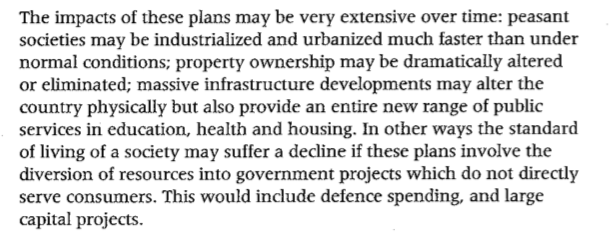 The impacts of these plans may be very extensive over time: peasant
societies may be industrialized and urbanized much faster than under
normal conditions; property ownership may be dramatically altered
or eliminated; massive infrastructure developments may alter the
country physically but also provide an entire new range of public
services in education, health and housing. In other ways the standard
of living of a society may suffer a decline if these plans involve the
diversion of resources into government projects which do not directly
serve consumers. This would include defence spending, and large
capital projects.